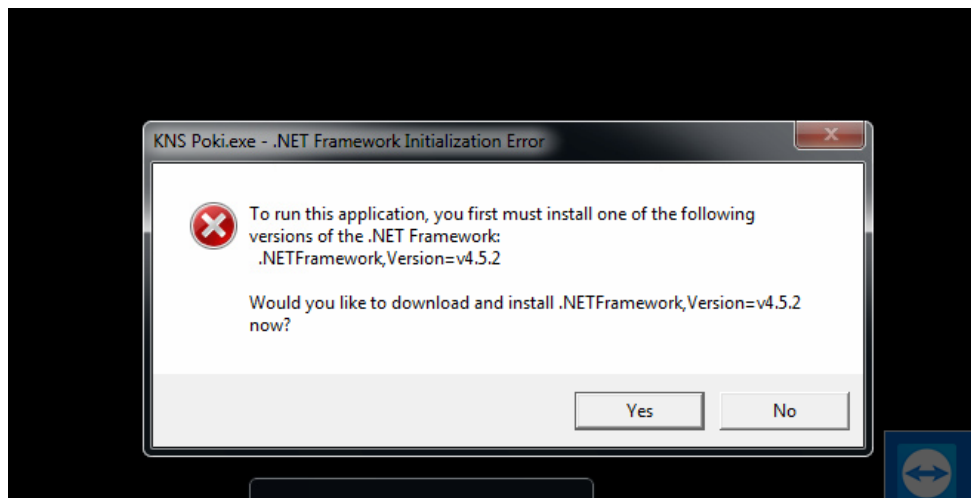 KNS Poki.exe - .NET Framework Initialization Error
To run this application, you first must install one of the following
versions of the .NET Framework:
.NETFramework,Version=v4.5.2
Would you like to download and install .NETFramework,Version=v4.5.2
now?
Yes No